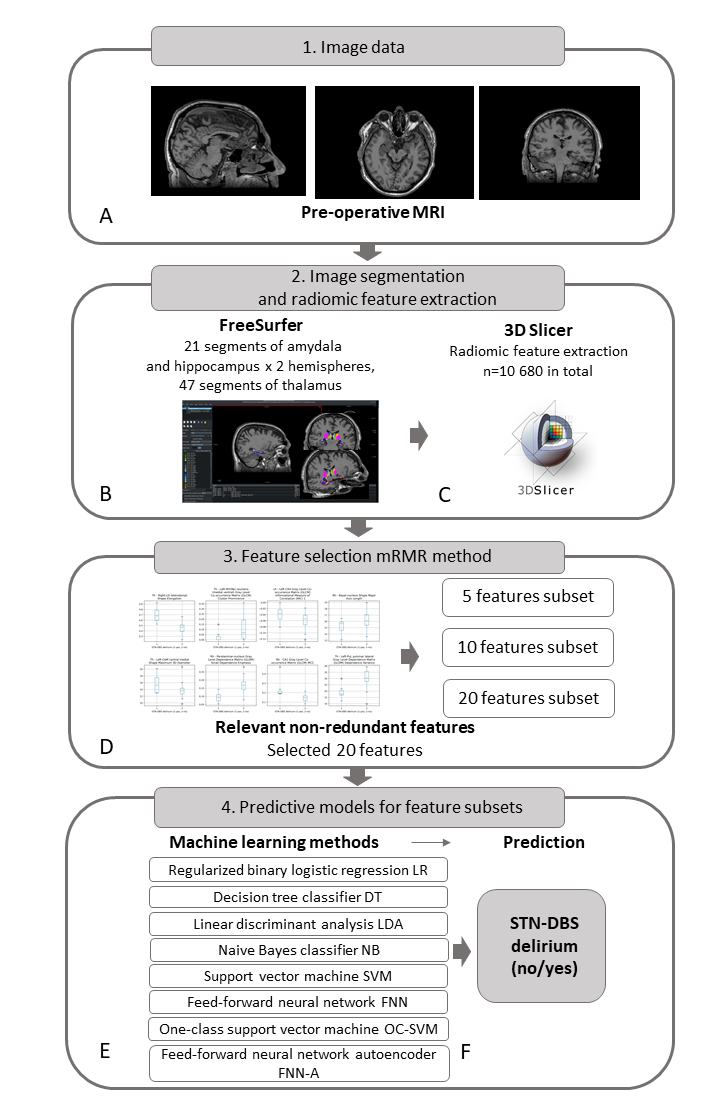 1. Image data
Pre-operative MRI
A
2. Image segmentation
and radiomic feature extraction
FreeSurfer
21 segments of amydala
and hippocampus x 2 hemispheres,
47 segments of thalamus
B
3D Slicer
Radiomic feature extraction
n=10 680 in total
3DSlicer
C
3. Feature selection mRMR method
Relevant non-redundant features
Selected 20 features
D
5 features subset
10 features subset
20 features subset
4. Predictive models for feature subsets
Machine learning methods
Prediction
Regularized binary logistic regression LR
Decision tree classifier DT
Linear discriminant analysis LDA
Naive Bayes classifier NB
Support vector machine SVM
Feed-forward neural network FNN
One-class support vector machine OC-SVM
Feed-forward neural network autoencoder
FNN-A
E
STN-DBS
delirium
(no/yes)
F